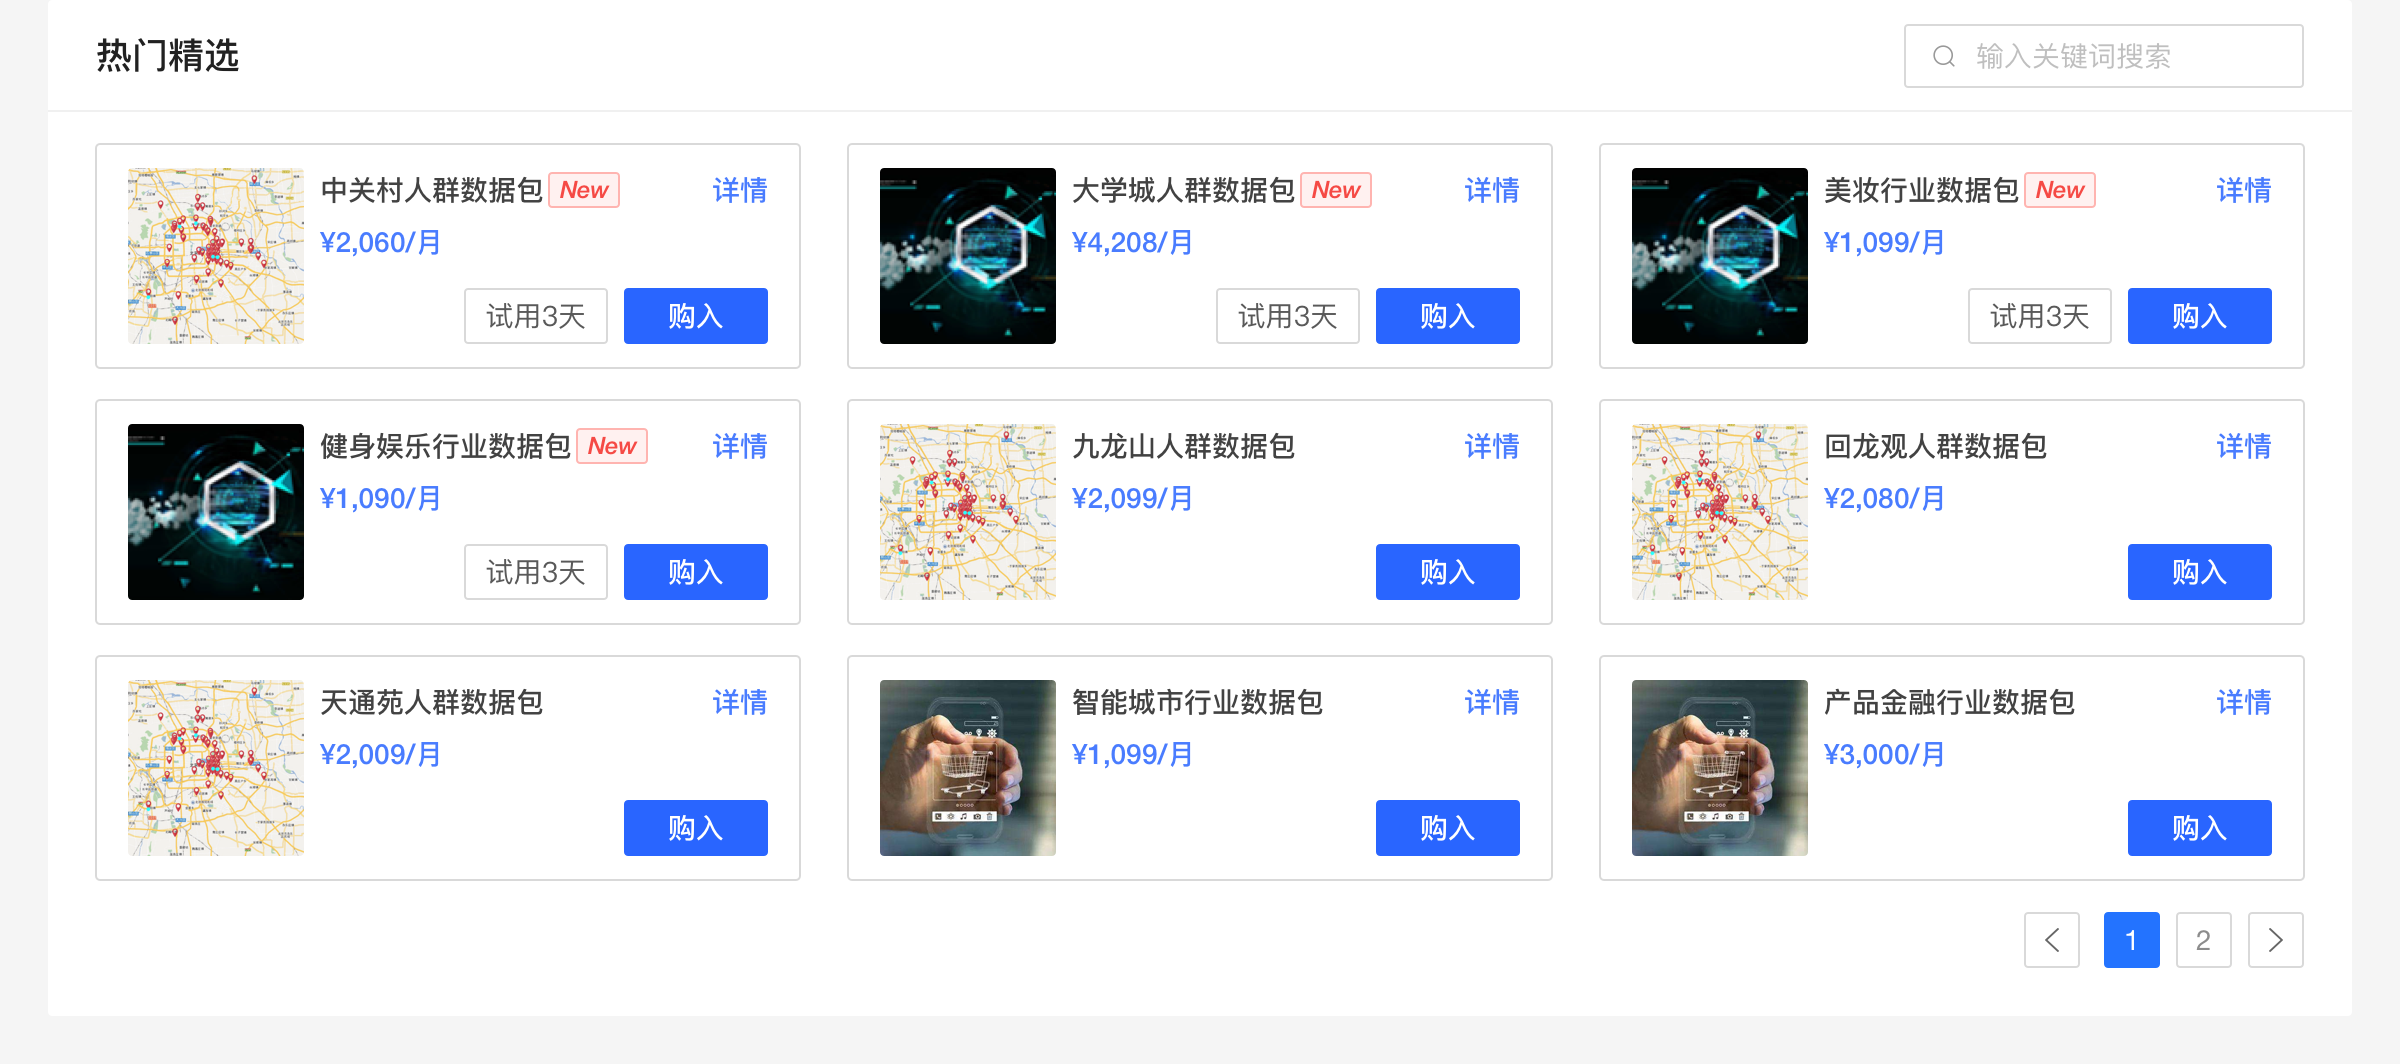 热门精选
输入关键词搜索
中关村人群数据包 New 详情
¥2,060/月
试用3天 购入
大学城人群数据包 New 详情
¥4,208/月
试用3天 购入
美妆行业数据包 New 详情
¥1,099/月
试用3天 购入
健身娱乐行业数据包 New 详情
¥1,090/月
试用3天 购入
九龙山人群数据包 详情
¥2,099/月
购入
回龙观人群数据包 详情
¥2,080/月
购入
天通苑人群数据包 详情
¥2,009/月
购入
智能城市行业数据包 详情
¥1,099/月
购入
产品金融行业数据包 详情
¥3,000/月
购入
1 2